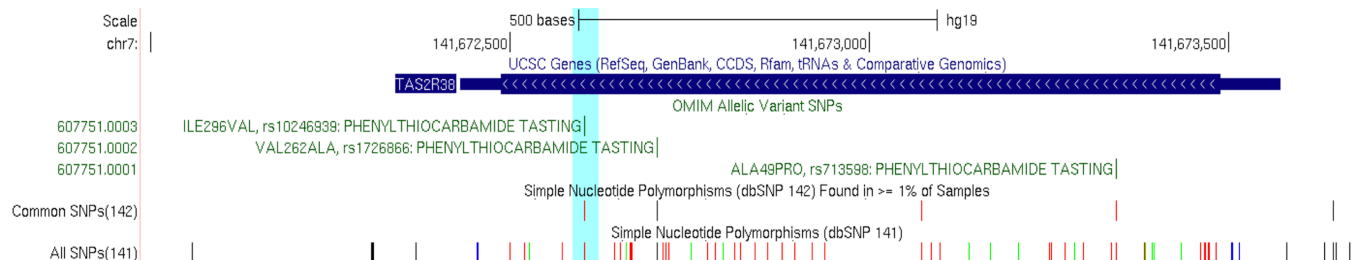 Scale 500 bases hg19
chr7: 141,672,500 141,673,000 141,673,500
UCSC Genes (RefSeq, GenBank, CCDS, Rfam, tRNAs & Comparative Genomics)
TAS2R38
OMIM Allelic Variant SNPs
607751.0003 ILE296VAL, rs10246939: PHENYLTHIOCARBAMIDE TASTING
607751.0002 VAL262ALA, rs1726866: PHENYLTHIOCARBAMIDE TASTING
607751.0001 ALA49PRO, rs713598: PHENYLTHIOCARBAMIDE TASTING
Simple Nucleotide Polymorphisms (dbSNP 142) Found in >= 1% of Samples
Common SNPs(142)
Simple Nucleotide Polymorphisms (dbSNP 141)
All SNPs(141)